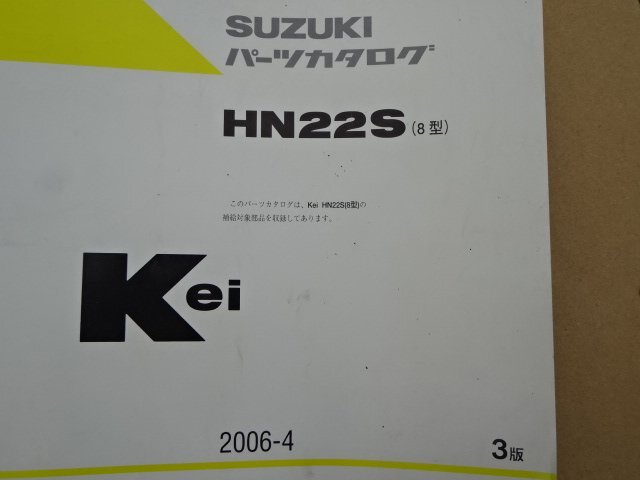 SUZUKI
パーツカタログ
HN22S (8型)
このパーツカタログは、Kei HN22S(8型)の
補給対象部品を収録してあります。
Kei
2006-4
3版